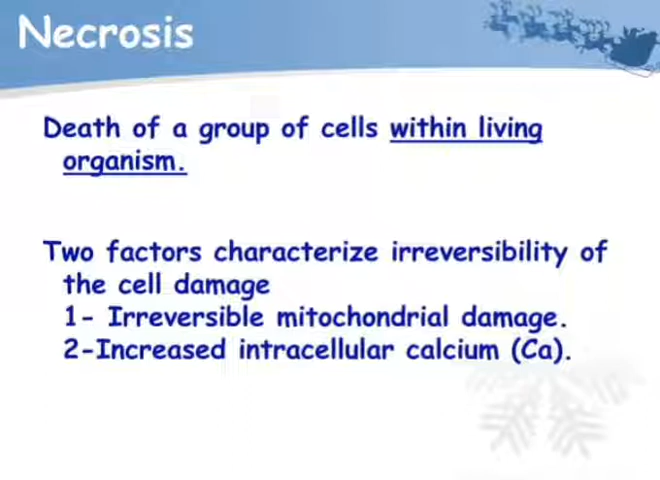 Necrosis
Death of a group of cells within living
organism.
Two factors characterize irreversibility of
the cell damage
1- Irreversible mitochondrial damage.
2-Increased intracellular calcium (Ca).